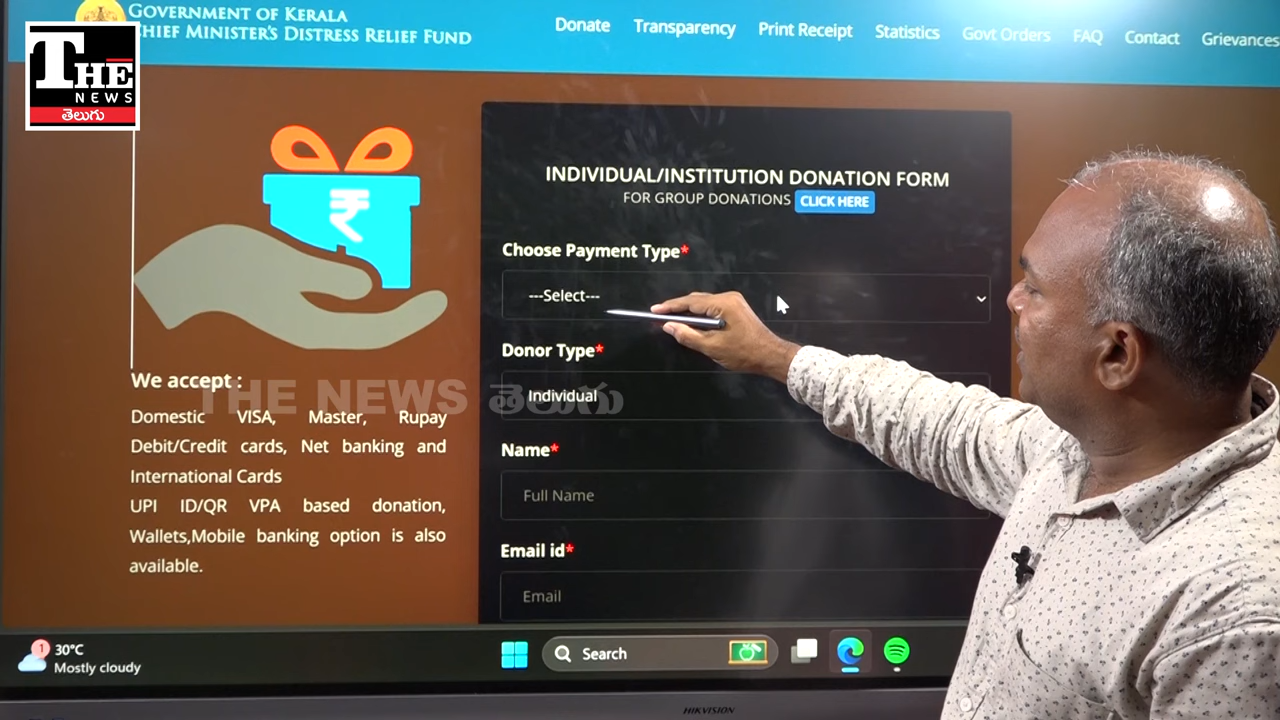 GOVERNMENT OF KERALA
CHIEF MINISTER'S DISTRESS RELIEF FUND
Donate Transparency Print Receipt Statistics Govt Orders FAQ Contact Grievances
THE
NEWS
తెలుగు
INDIVIDUAL/INSTITUTION DONATION FORM
FOR GROUP DONATIONS CLICK HERE
Choose Payment Type*
---Select---
Donor Type*
Individual
Name*
Full Name
Email id*
Email
₹
We accept :
Domestic VISA, Master, Rupay
Debit/Credit cards, Net banking and
International Cards
UPI ID/QR VPA based donation,
Wallets,Mobile banking option is also
available.
THE NEWS తెలుగు
1
30°C
Mostly cloudy
Search
HIKVISION